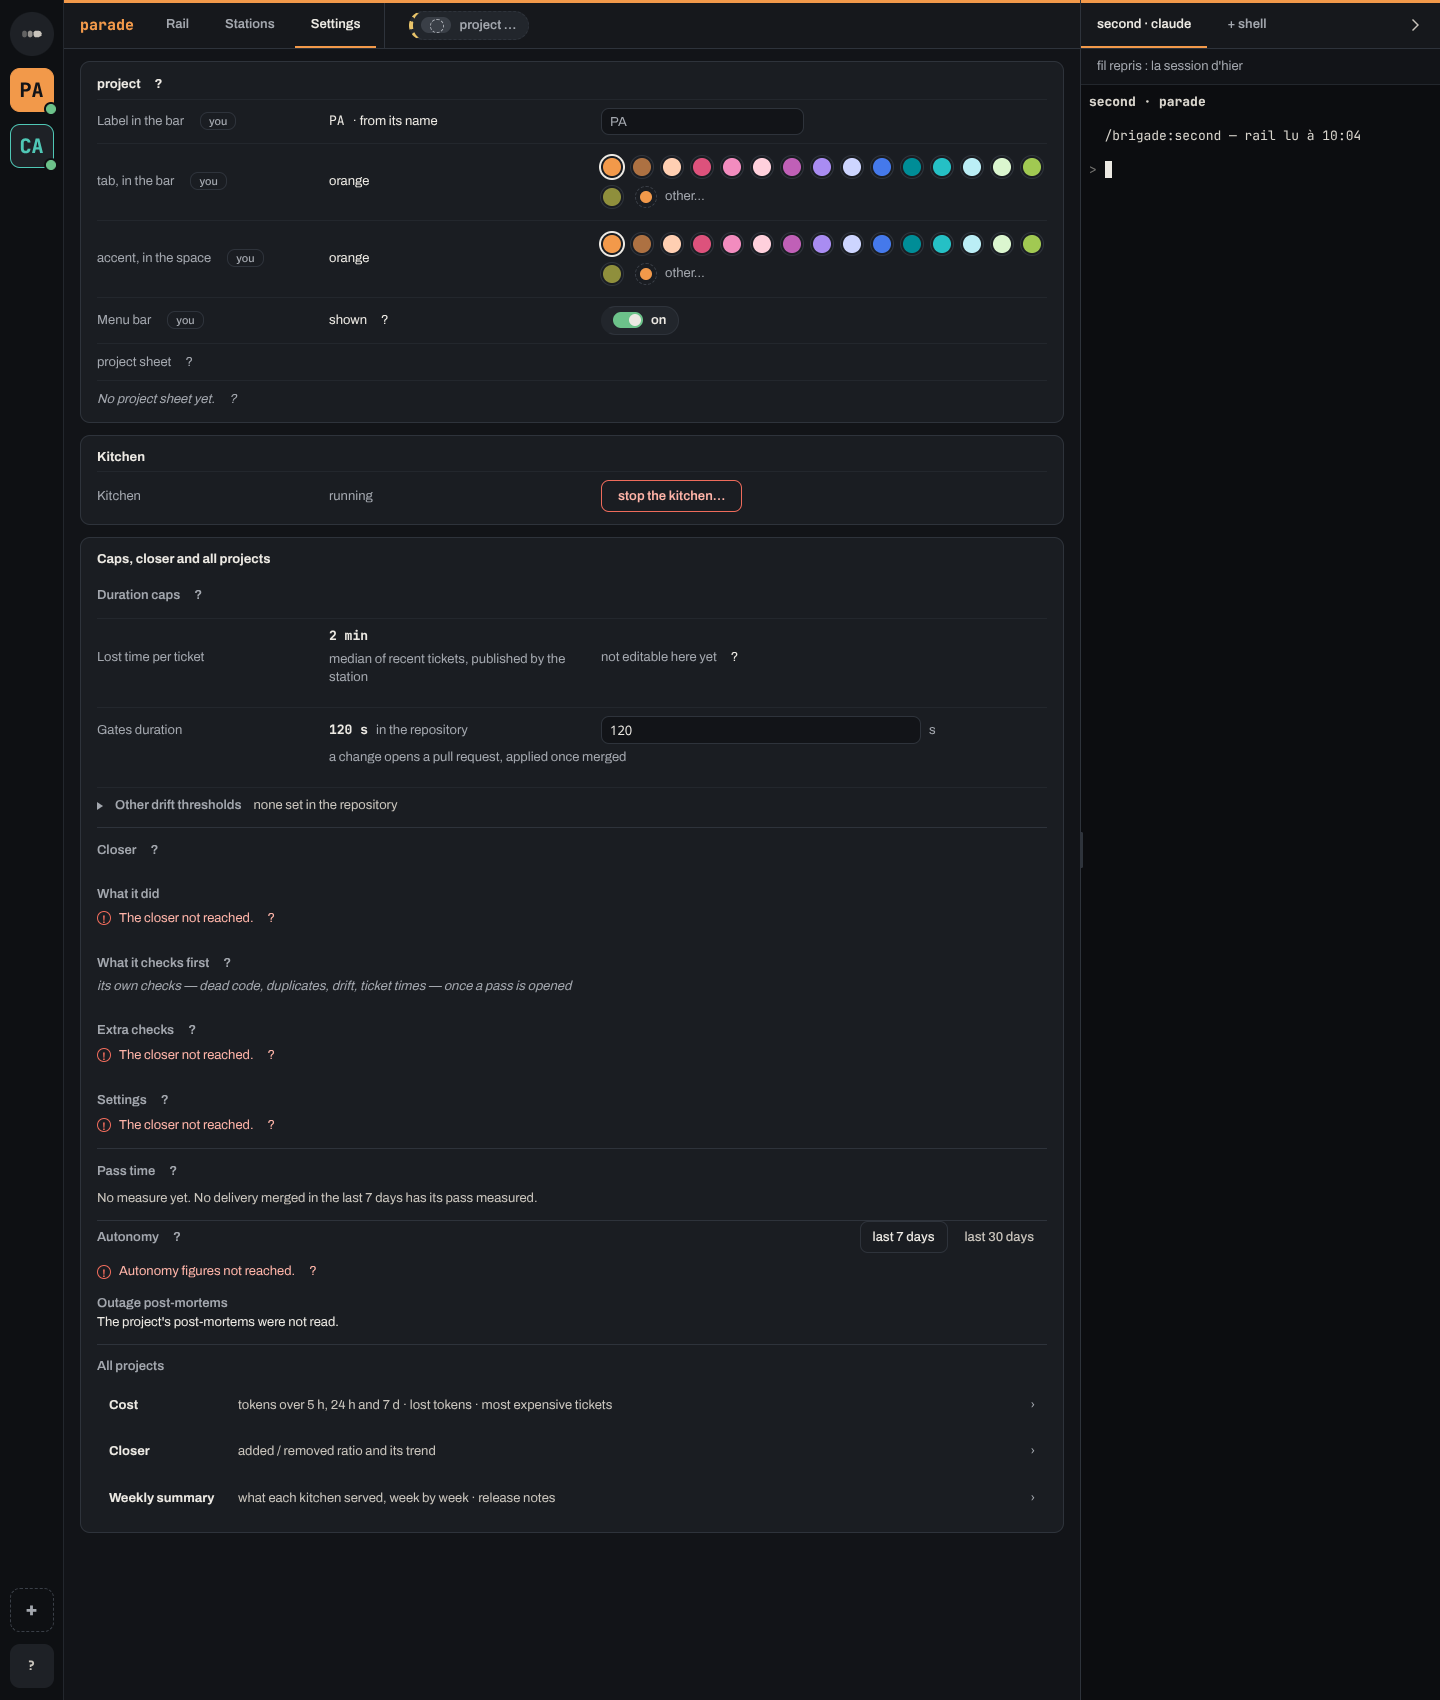 parade
Rail
Stations
Settings
project ...
second · claude
+ shell
PA
CA
fil repris : la session d'hier
second · parade
/brigade:second — rail lu à 10:04
>
project ?
Label in the bar you PA · from its name PA
tab, in the bar you orange
other...
accent, in the space you orange
other...
Menu bar you shown ? on
project sheet ?
No project sheet yet. ?
Kitchen
Kitchen running stop the kitchen...
Caps, closer and all projects
Duration caps ?
2 min
Lost time per ticket median of recent tickets, published by the station not editable here yet ?
Gates duration 120 s in the repository 120 s
a change opens a pull request, applied once merged
Other drift thresholds none set in the repository
Closer ?
What it did
The closer not reached. ?
What it checks first ?
its own checks — dead code, duplicates, drift, ticket times — once a pass is opened
Extra checks ?
The closer not reached. ?
Settings ?
The closer not reached. ?
Pass time ?
No measure yet. No delivery merged in the last 7 days has its pass measured.
Autonomy ? last 7 days last 30 days
Autonomy figures not reached. ?
Outage post-mortems
The project's post-mortems were not read.
All projects
Cost tokens over 5 h, 24 h and 7 d · lost tokens · most expensive tickets ›
Closer added / removed ratio and its trend ›
Weekly summary what each kitchen served, week by week · release notes ›
+
?